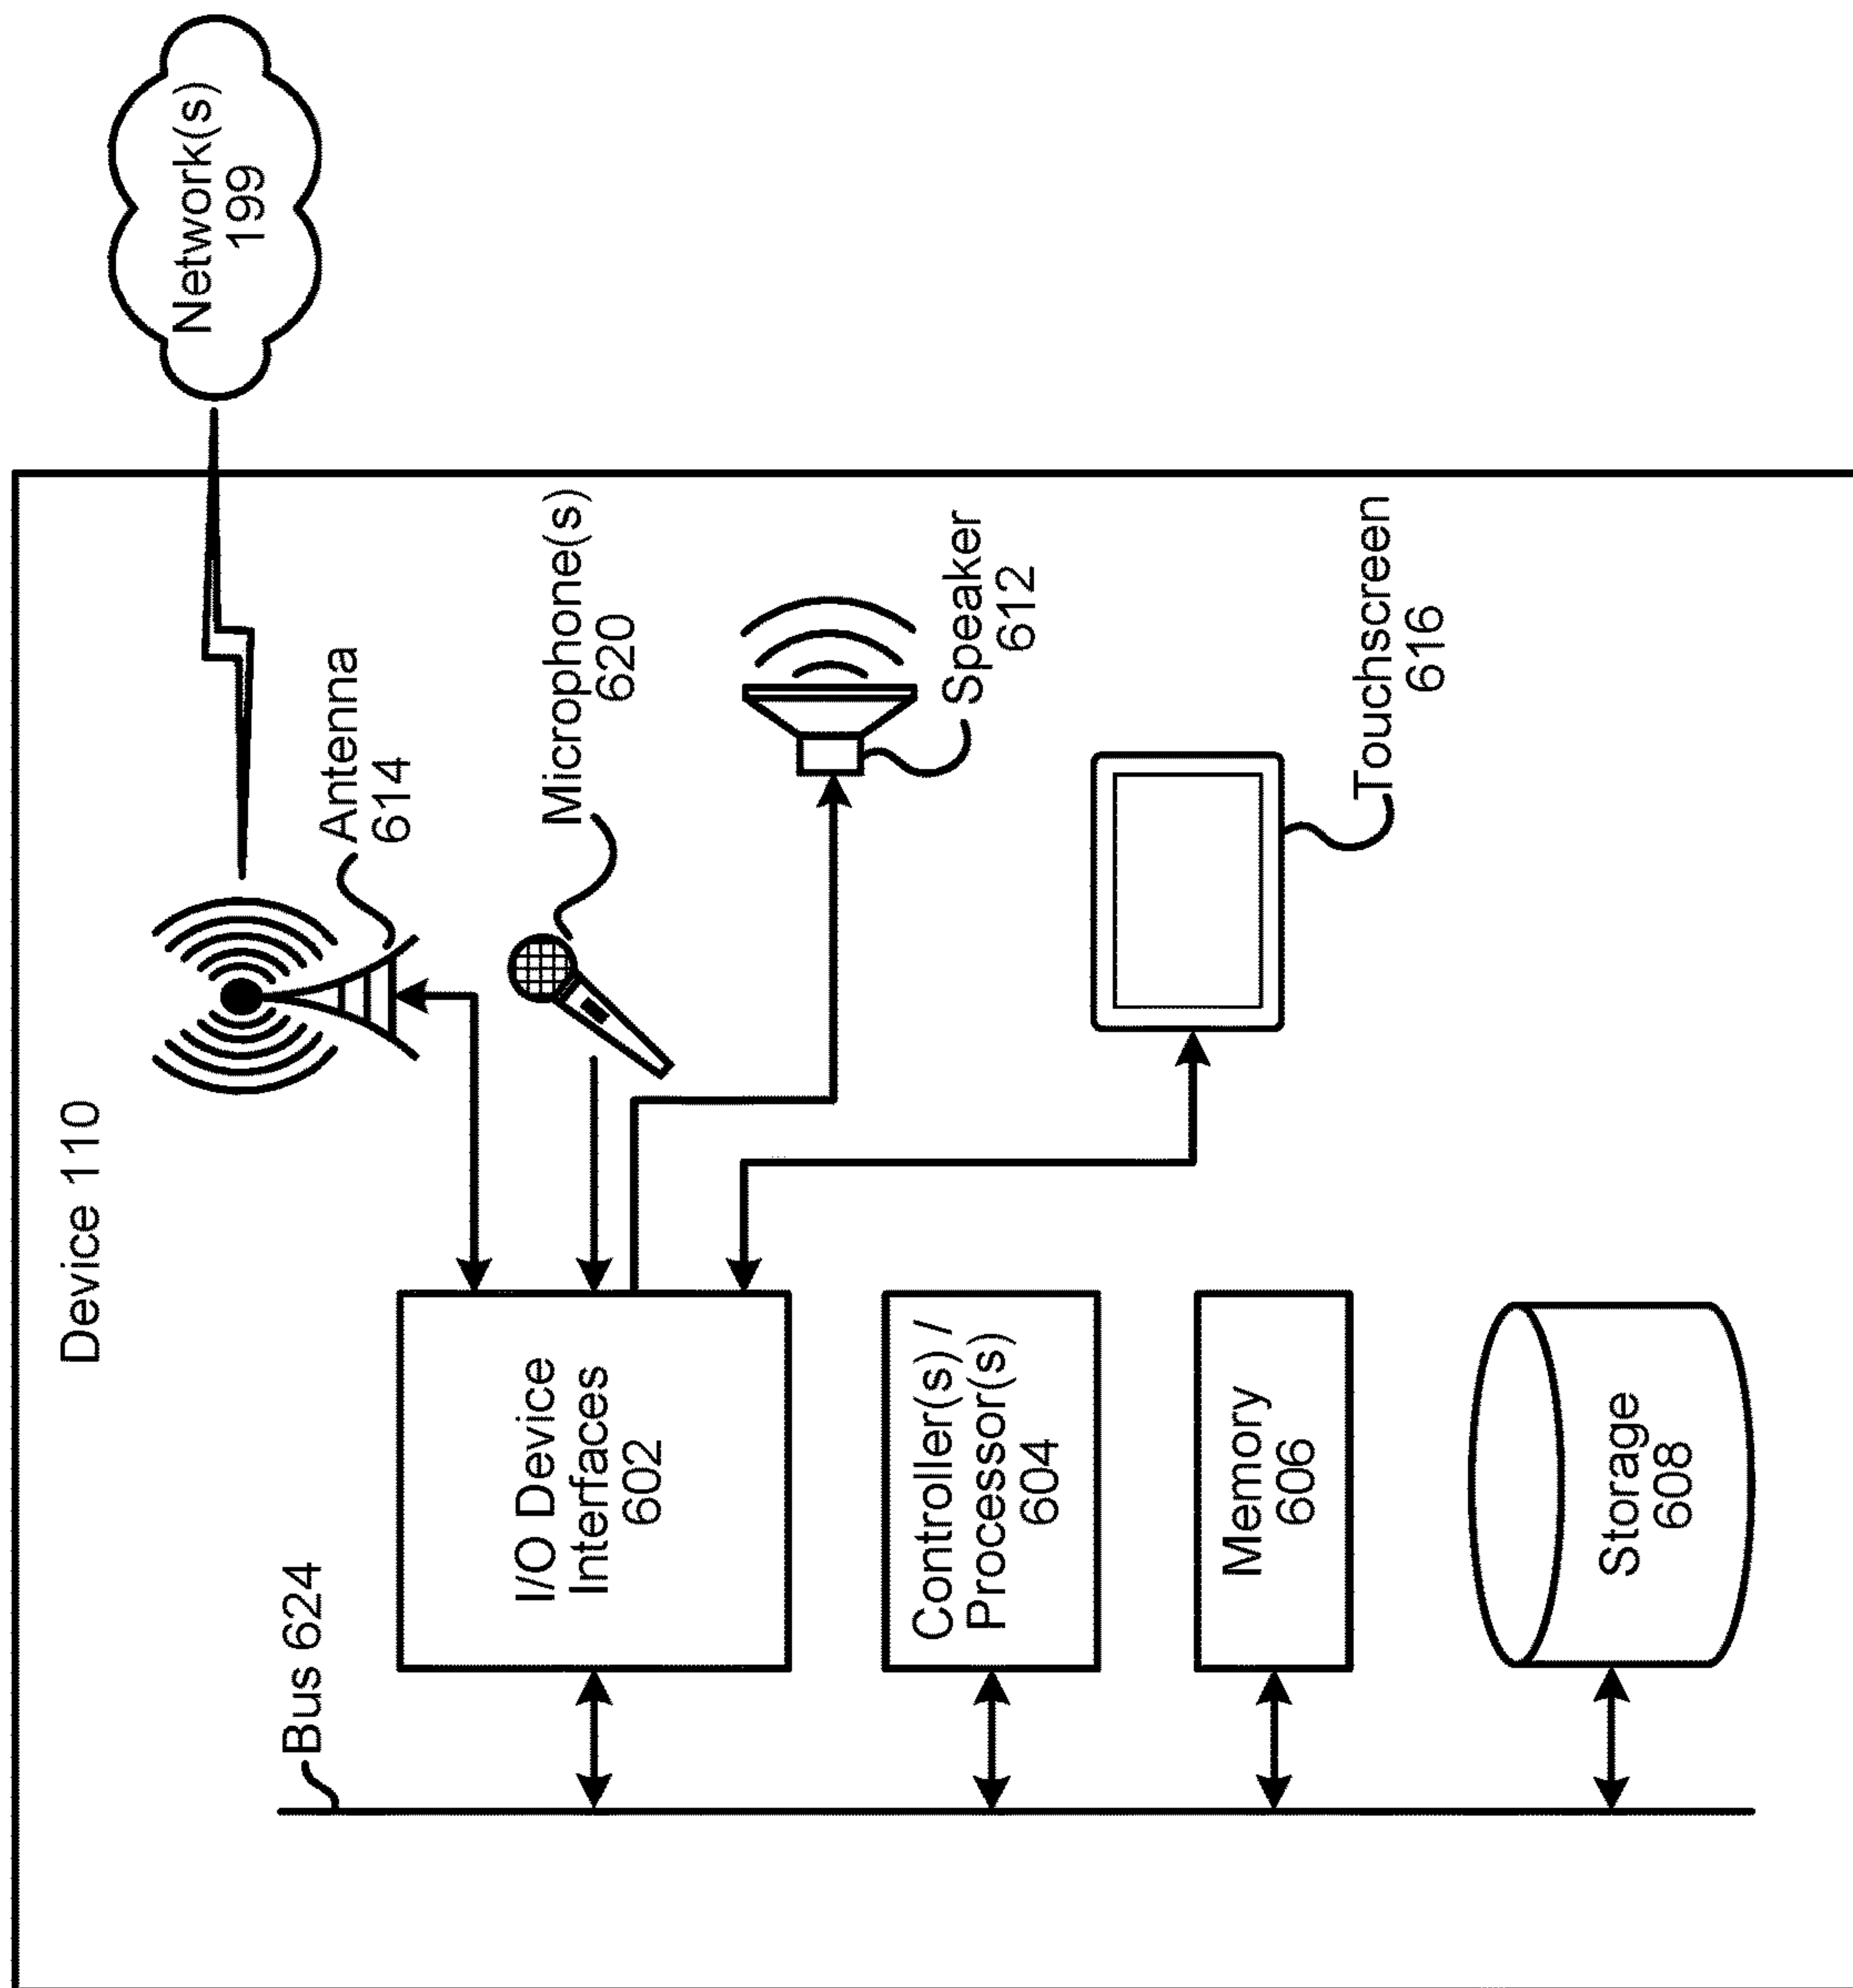 Device 110
Bus 624
I/O Device
Interfaces
602
Controller(s) /
Processor(s)
604
Memory
606
Storage
608
Antenna
614
Microphone(s)
620
Speaker
612
Touchscreen
616
Network(s)
199